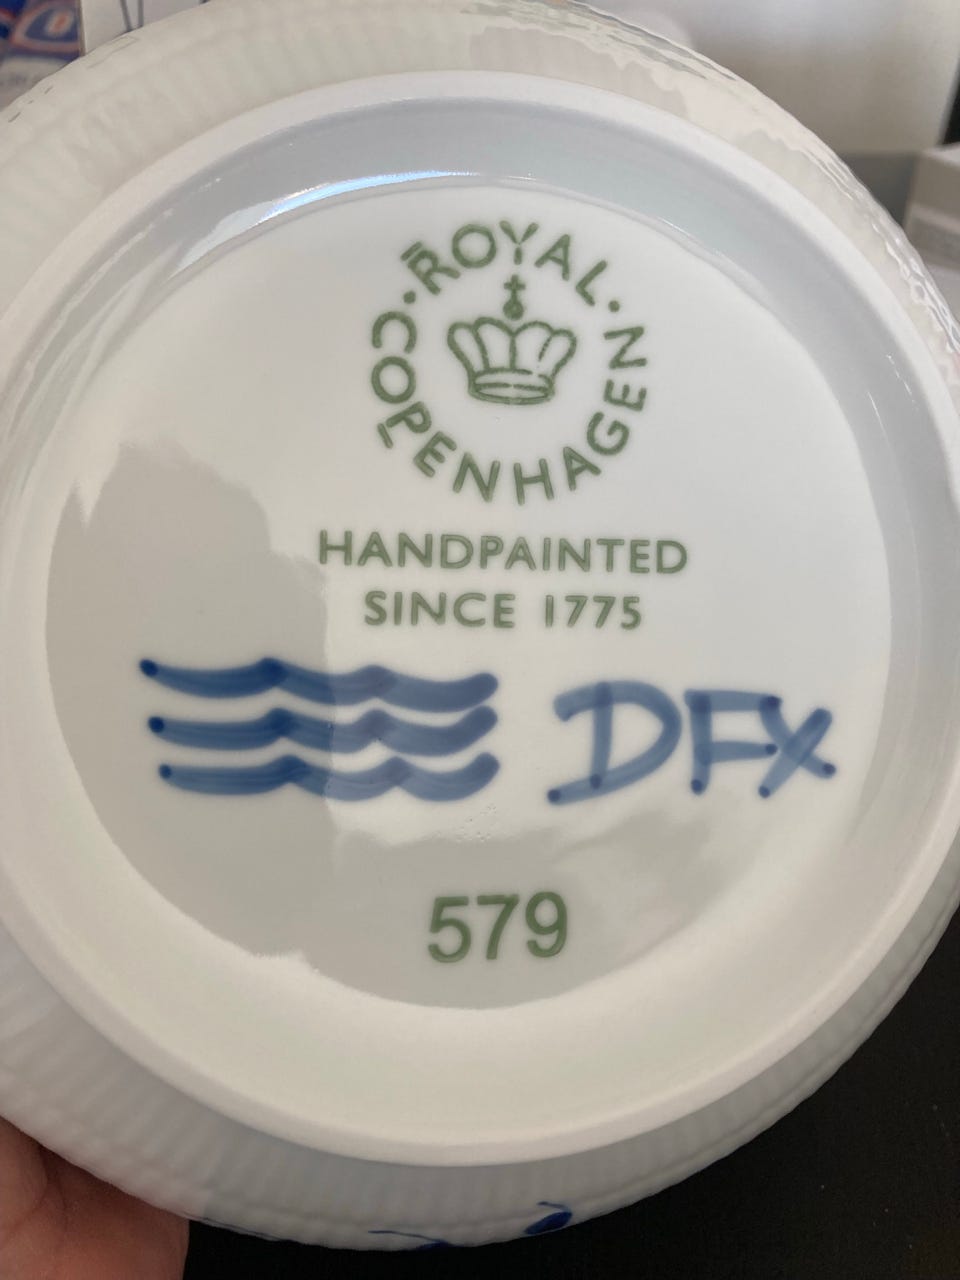 ROYAL · COPENHAGEN ·
HANDPAINTED
SINCE 1775
DFX
579